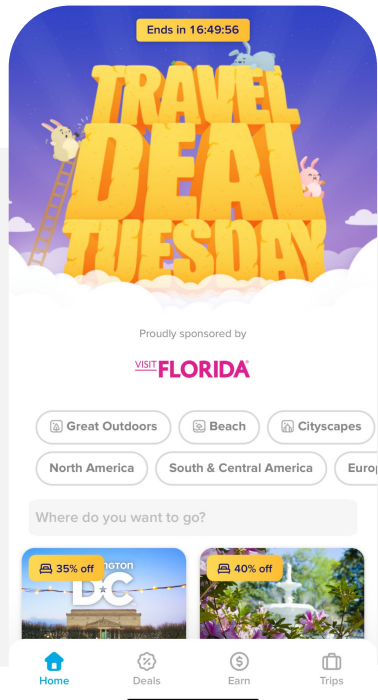 Ends in 16:49:56
TRAVEL
DEAL
TUESDAY
Proudly sponsored by
VISIT FLORIDA
Great Outdoors
Beach
Cityscapes
North America
South & Central America
Where do you want to go?
35% off
40% off
DC
Home
Deals
Earn
Trips